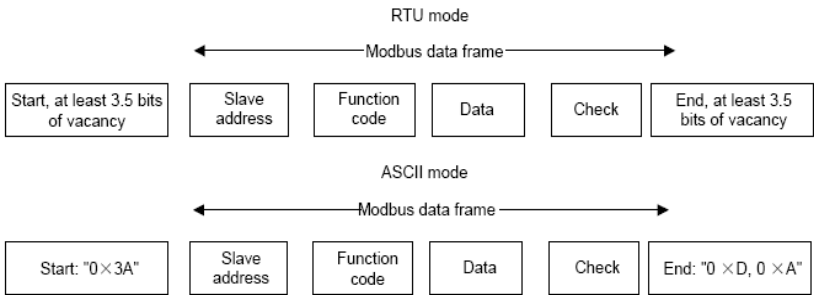 RTU mode
Modbus data frame
Start, at least 3.5 bits
of vacancy
Slave
address
Function
code
Data
Check
End, at least 3.5
bits of vacancy
ASCII mode
Modbus data frame
Start: "0×3A"
Slave
address
Function
code
Data
Check
End: "0 ×D, 0 ×A"